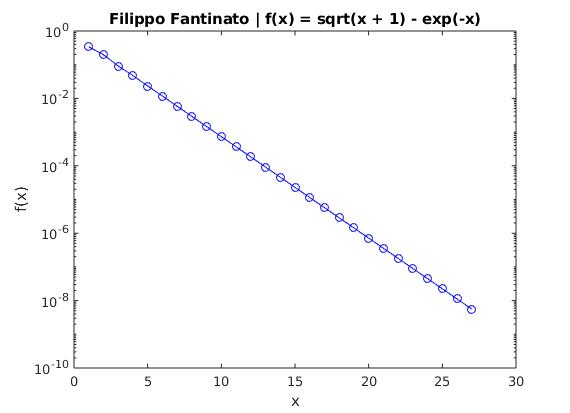 Filippo Fantinato | f(x) = sqrt(x + 1) - exp(-x)
10^0
10^-2
10^-4
10^-6
10^-8
10^-10
f(x)
0 5 10 15 20 25 30
x